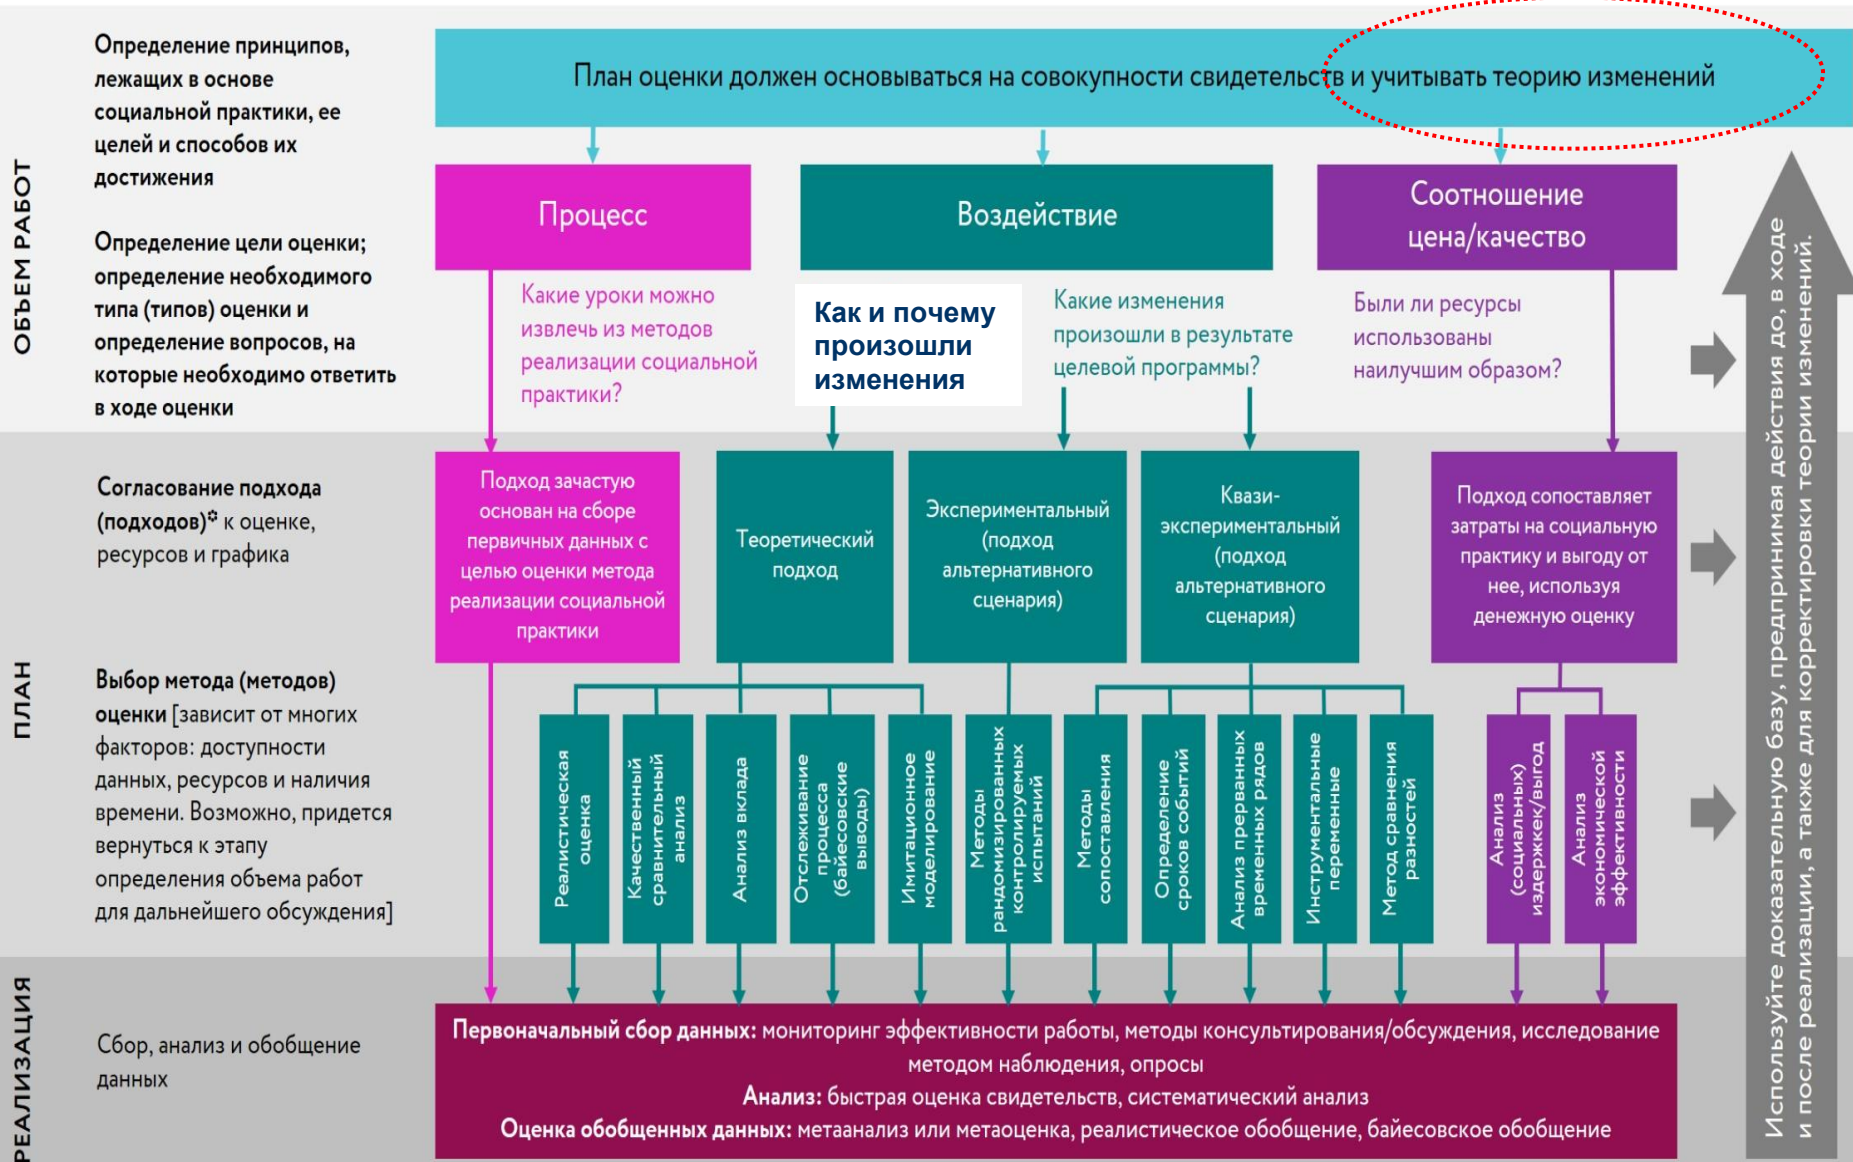 План оценки должен основываться на совокупности свидетельств и учитывать теорию изменений
ОБЪЕМ РАБОТ
Определение принципов,
лежащих в основе
социальной практики, ее
целей и способов их
достижения
Определение цели оценки;
определение необходимого
типа (типов) оценки и
определение вопросов, на
которые необходимо ответить
в ходе оценки
Процесс
Воздействие
Соотношение
цена/качество
Какие уроки можно
извлечь из методов
реализации социальной
практики?
Как и почему
произошли
изменения
Какие изменения
произошли в результате
целевой программы?
Были ли ресурсы
использованы
наилучшим образом?
ПЛАН
Согласование подхода
(подходов)* к оценке,
ресурсов и графика
Подход зачастую
основан на сборе
первичных данных с
целью оценки метода
реализации социальной
практики
Теоретический
подход
Экспериментальный
(подход
альтернативного
сценария)
Квази-
экспериментальный
(подход
альтернативного
сценария)
Подход сопоставляет
затраты на социальную
практику и выгоду от
нее, используя
денежную оценку
Выбор метода (методов)
оценки [зависит от многих
факторов: доступности
данных, ресурсов и наличия
времени. Возможно, придется
вернуться к этапу
определения объема работ
для дальнейшего обсуждения]
Реалистическая
оценка
Качественный
сравнительный
анализ
Анализ вклада
Отслеживание
процесса
(байесовские
выводы)
Имитационное
моделирование
Методы
рандомизированных
контролируемых
испытаний
Методы
сопоставления
Определение
сроков событий
Анализ прерванных
временных рядов
Инструментальные
переменные
Метод сравнения
разностей
Анализ
(социальных)
издержек/выгод
Анализ
экономической
эффективности
РЕАЛИЗАЦИЯ
Сбор, анализ и обобщение
данных
Первоначальный сбор данных: мониторинг эффективности работы, методы консультирования/обсуждения, исследование
методом наблюдения, опросы
Анализ: быстрая оценка свидетельств, систематический анализ
Оценка обобщенных данных: метаанализ или метаоценка, реалистическое обобщение, байесовское обобщение
Используйте доказательную базу, предпринимая действия до, в ходе
и после реализации, а также для корректировки теории изменений.